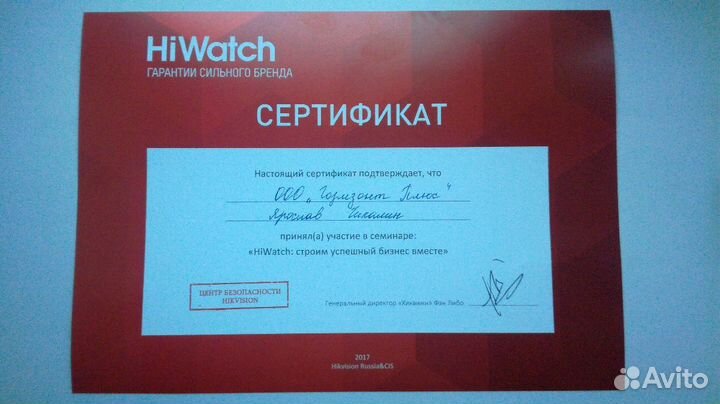 HiWatch
ГАРАНТИИ СИЛЬНОГО БРЕНДА
СЕРТИФИКАТ
Настоящий сертификат подтверждает, что
ООО „Горизонт Плюс"
Ярослав
принял(а) участие в семинаре:
«HiWatch: строим успешный бизнес вместе»
ЦЕНТР БЕЗОПАСНОСТИ
HIKVISION
Генеральный директор «Хиквижн» Фэн Либо
2017
Hikvision Russia&CIS
Avito